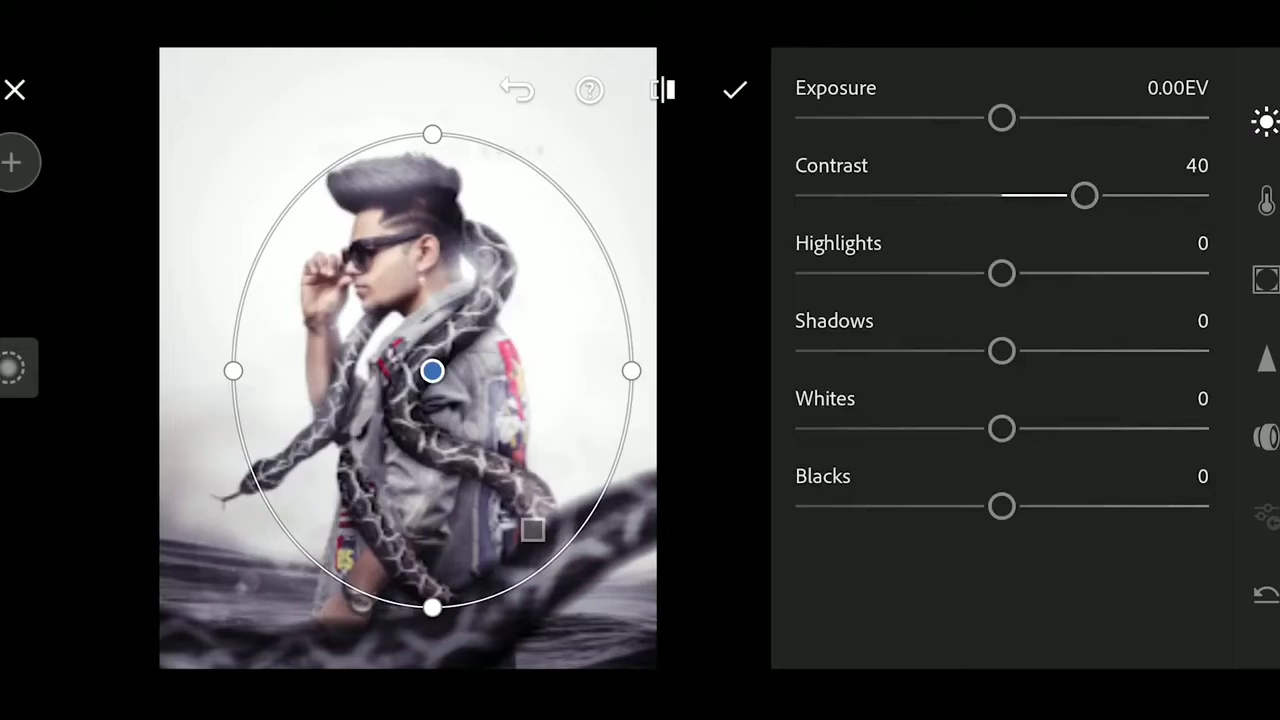 Exposure 0.00EV
Contrast 40
Highlights 0
Shadows 0
Whites 0
Blacks 0